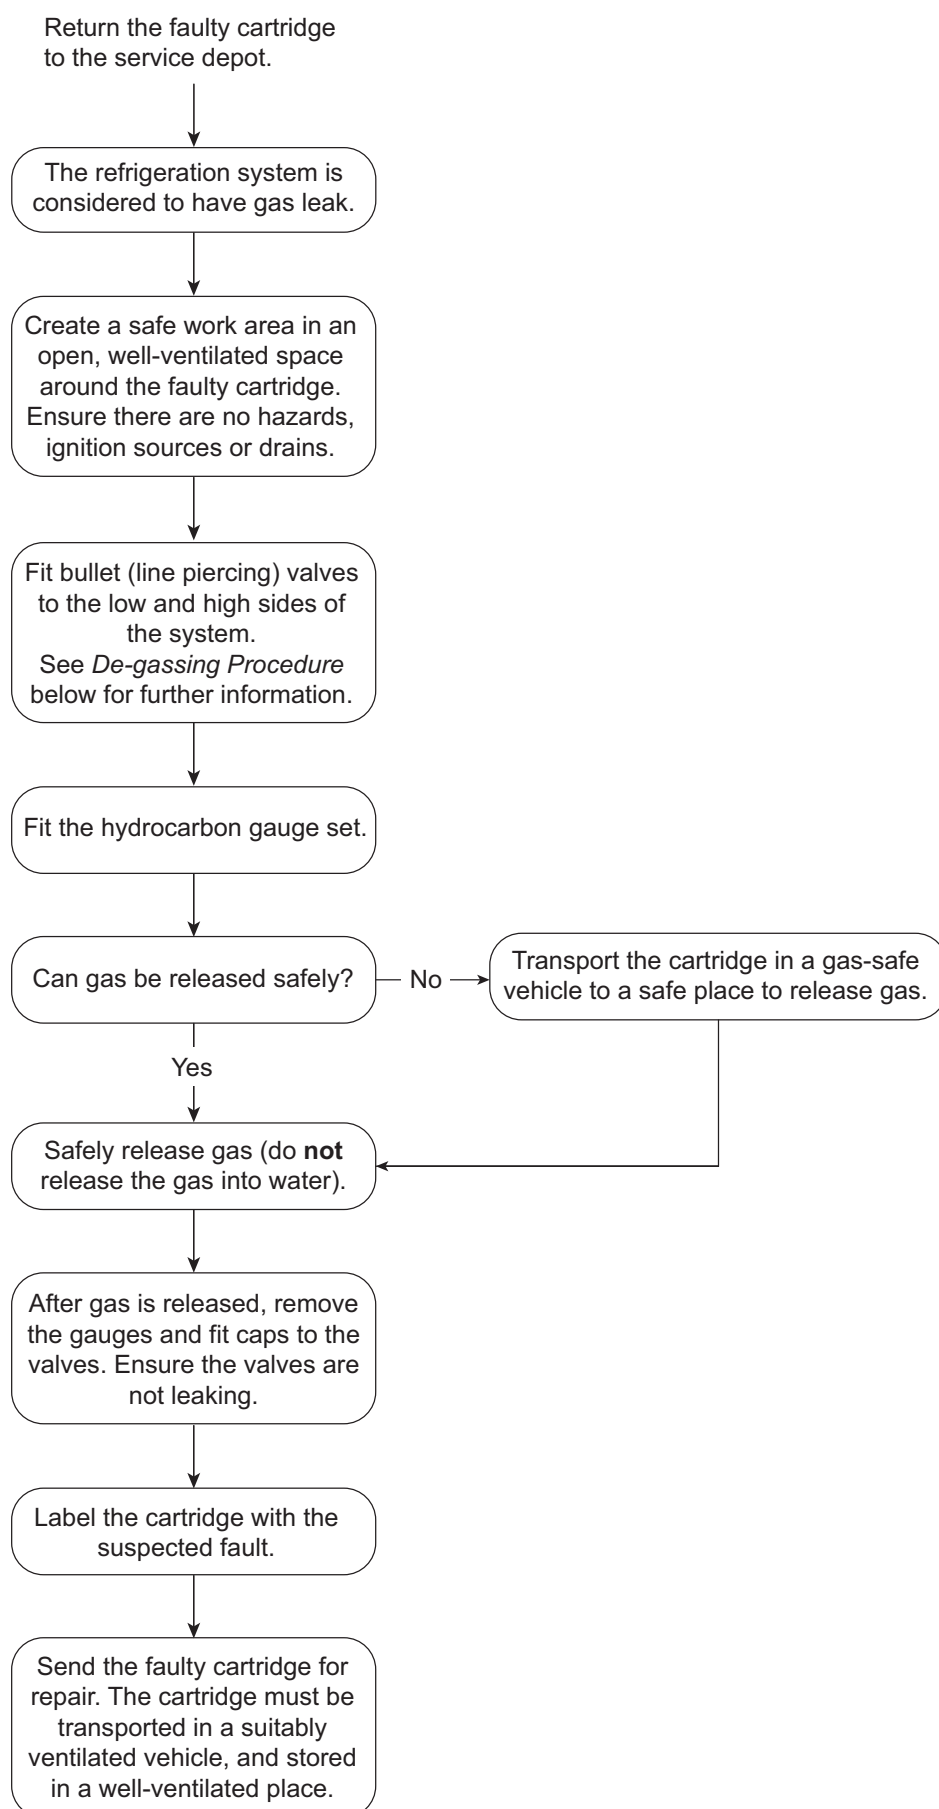 Return the faulty cartridge
to the service depot.
The refrigeration system is
considered to have gas leak.
Create a safe work area in an
open, well-ventilated space
around the faulty cartridge.
Ensure there are no hazards,
ignition sources or drains.
Fit bullet (line piercing) valves
to the low and high sides of
the system.
See De-gassing Procedure
below for further information.
Fit the hydrocarbon gauge set.
Can gas be released safely?
No
Transport the cartridge in a gas-safe
vehicle to a safe place to release gas.
Yes
Safely release gas (do not
release the gas into water).
After gas is released, remove
the gauges and fit caps to the
valves. Ensure the valves are
not leaking.
Label the cartridge with the
suspected fault.
Send the faulty cartridge for
repair. The cartridge must be
transported in a suitably
ventilated vehicle, and stored
in a well-ventilated place.